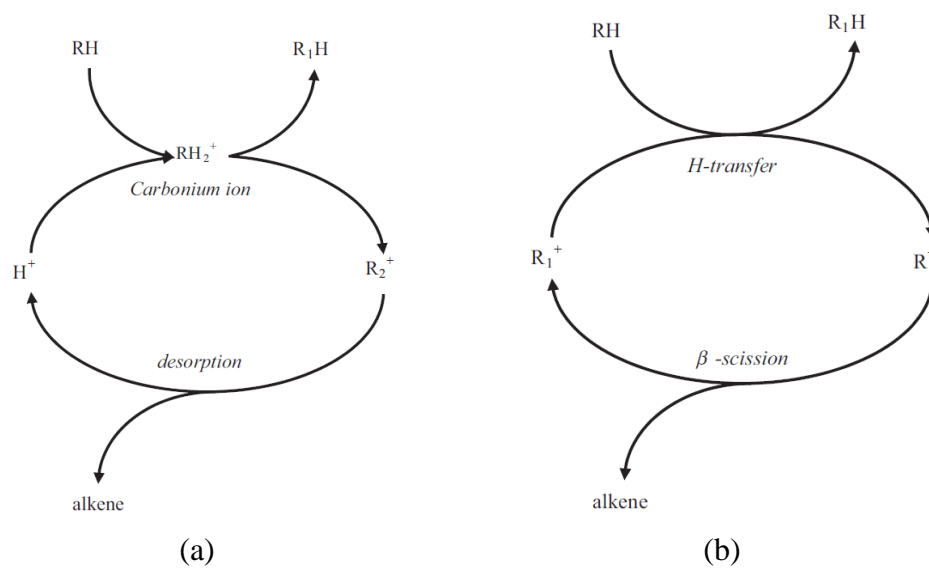 RH
R₁H
RH₂⁺
Carbonium ion
H⁺
R₂⁺
desorption
alkene
(a)
RH
R₁H
H-transfer
R₁⁺
R⁺
β -scission
alkene
(b)